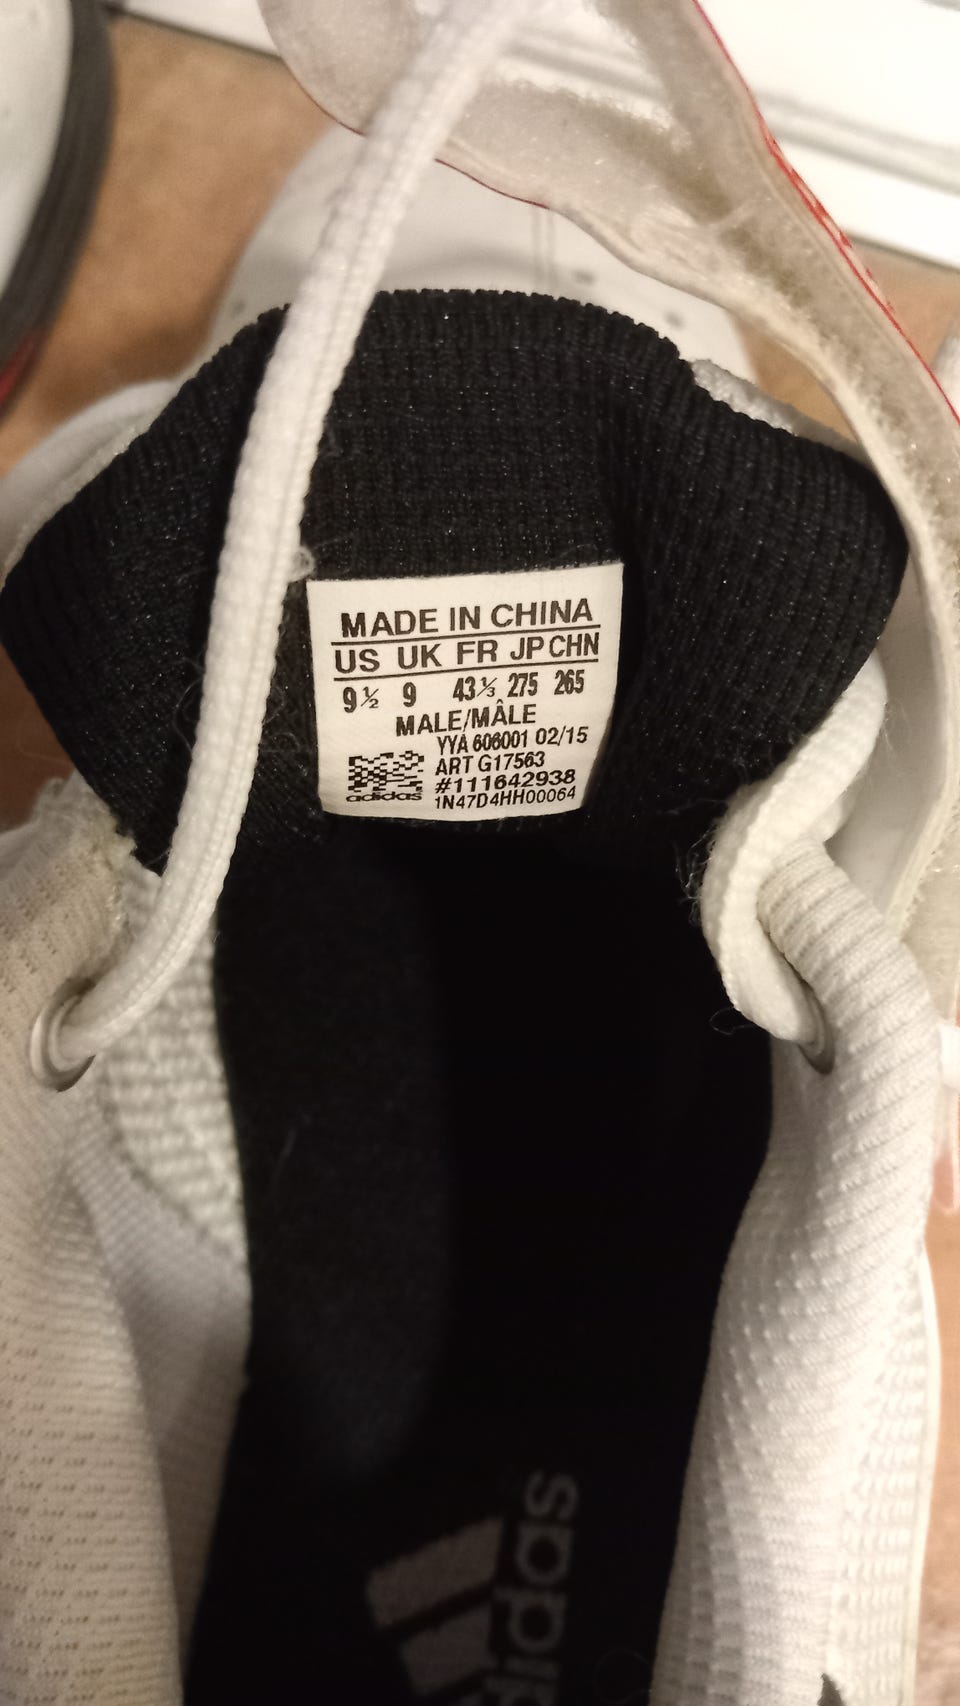 MADE IN CHINA
US UK FR JP CHN
9½ 9 43⅓ 275 265
MALE/MÂLE
YYA 606001 02/15
ART G17563
#111642938
adidas 1N47D4HH00064
adidas